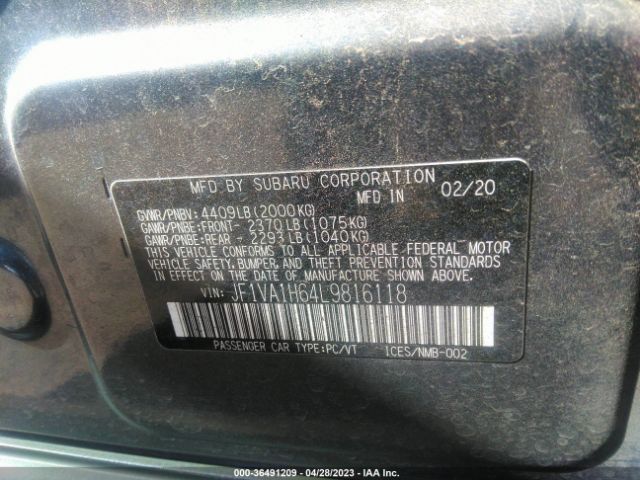 MFD BY SUBARU CORPORATION
MFD IN 02/20
GVWR/PNBV: 4409LB(2000KG)
GAWR/PNBE:FRONT- 2370LB(1075KG)
GAWR/PNBE:REAR - 2293LB(1040KG)
THIS VEHICLE CONFORMS TO ALL APPLICABLE FEDERAL MOTOR
VEHICLE SAFETY,BUMPER,AND THEFT PREVENTION STANDARDS
IN EFFECT ON THE DATE OF MANUFACTURE SHOWN ABOVE.
VIN: JF1VA1H64L9816118
PASSENGER CAR TYPE:PC/VT ICES/NMB-002
000-36491209 - 04/28/2023 - IAA Inc.